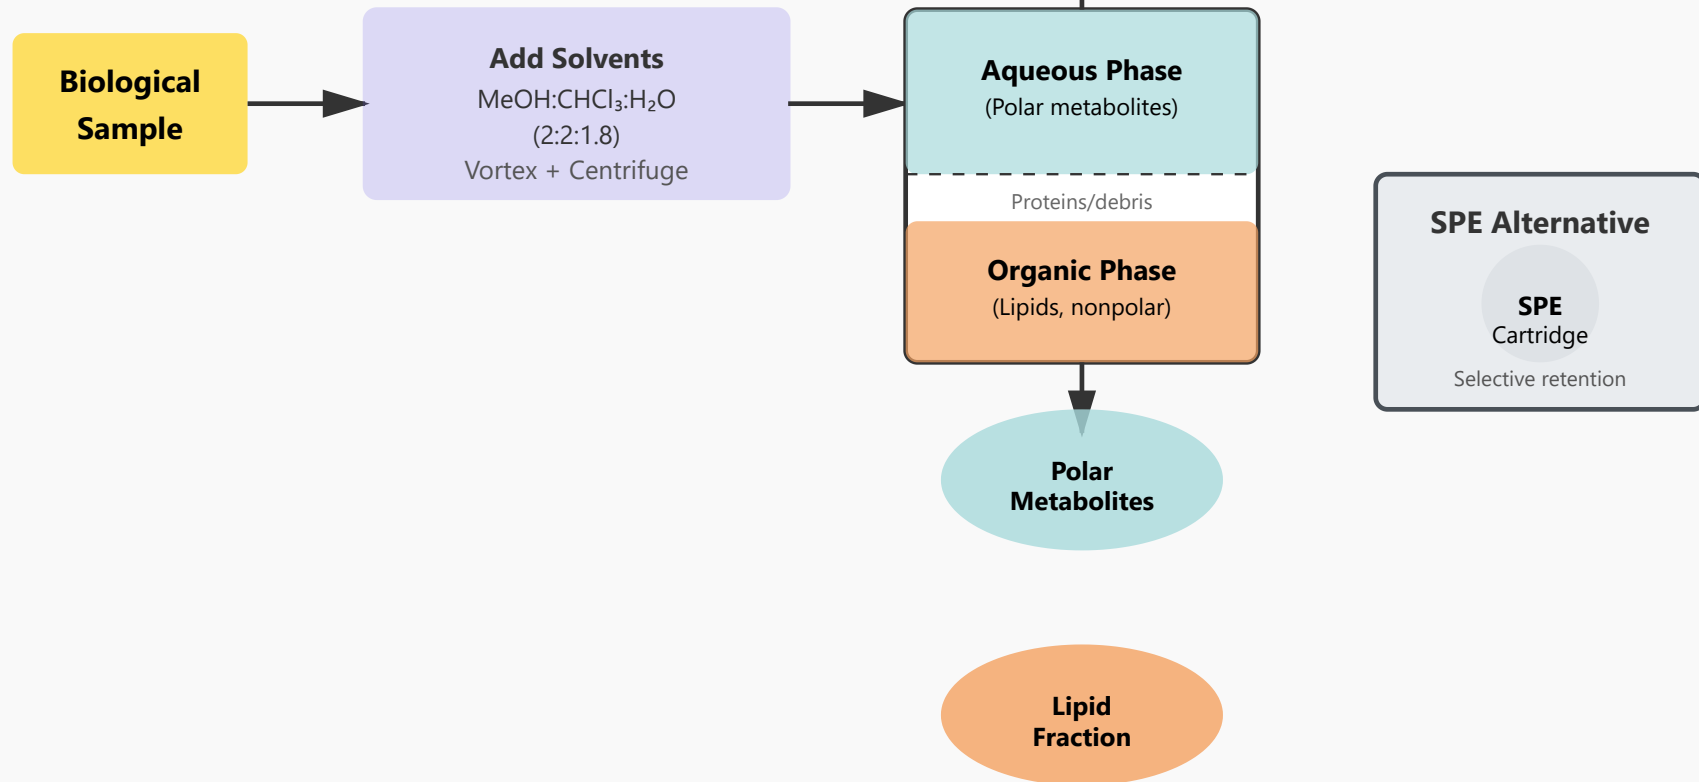 Biological
Sample
Add Solvents
MeOH:CHCl₃:H₂O
(2:2:1.8)
Vortex + Centrifuge
Aqueous Phase
(Polar metabolites)
Proteins/debris
Organic Phase
(Lipids, nonpolar)
SPE Alternative
SPE
Cartridge
Selective retention
Polar
Metabolites
Lipid
Fraction